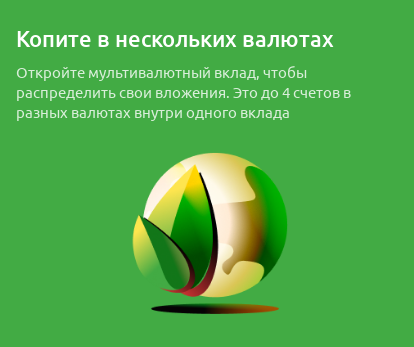 Копите в нескольких валютах
Откройте мультивалютный вклад, чтобы
распределить свои вложения. Это до 4 счетов в
разных валютах внутри одного вклада